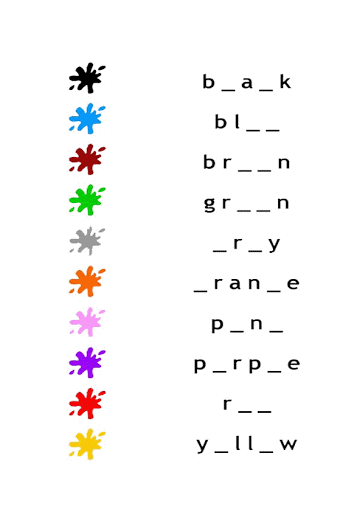 b _ a _ k
b l _ _
b r _ _ n
g r _ _ n
_ r _ y
_ r a n _ e
p _ n _
p _ r p _ e
r _ _
y _ l l _ w